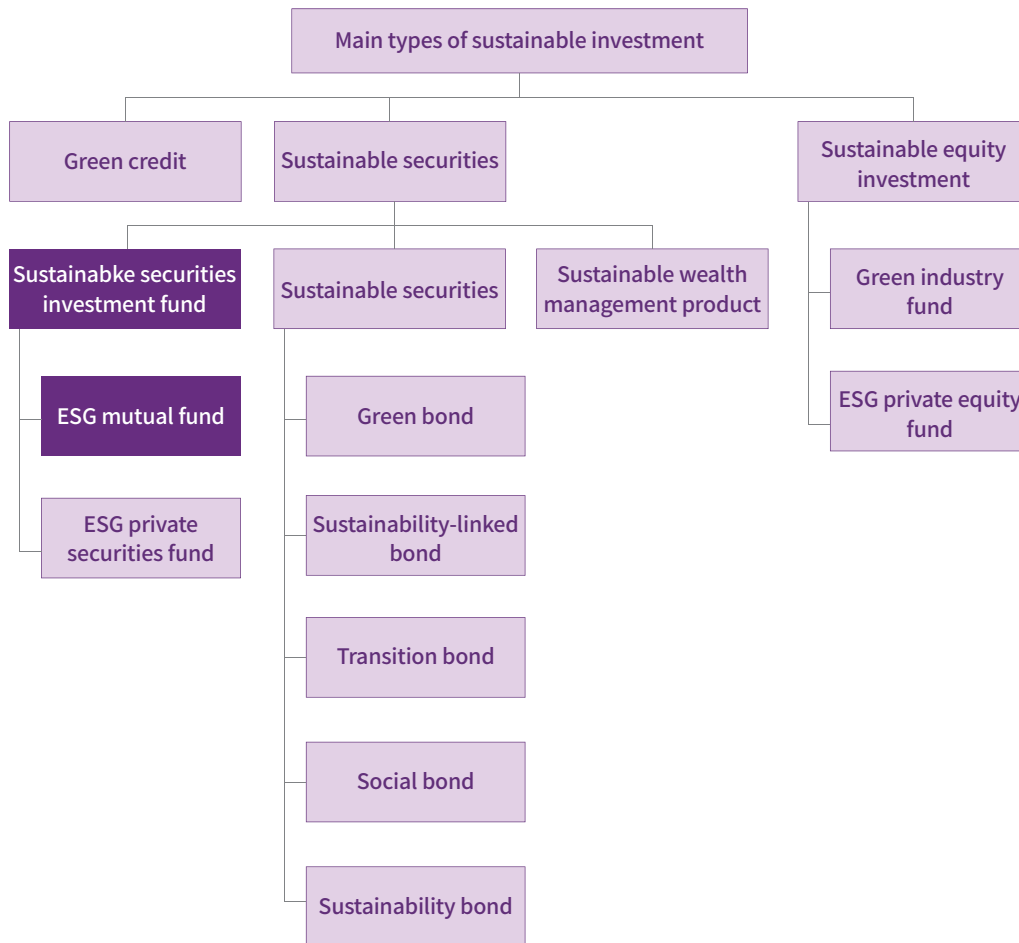 Main types of sustainable investment
Green credit
Sustainable securities
Sustainable equity
investment
Sustainabke securities
investment fund
Sustainable securities
Sustainable wealth
management product
Green industry
fund
ESG mutual fund
Green bond
ESG private equity
fund
ESG private
securities fund
Sustainability-linked
bond
Transition bond
Social bond
Sustainability bond